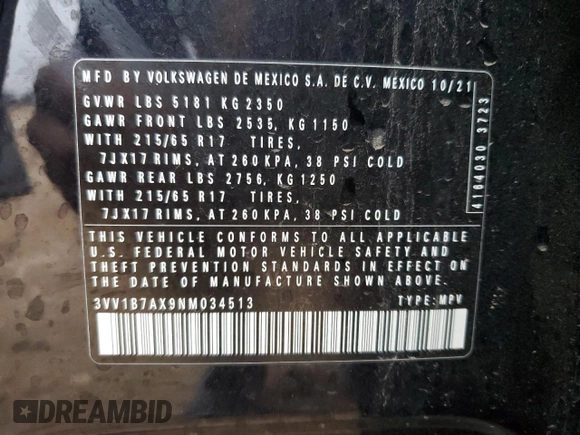 MFD BY VOLKSWAGEN DE MEXICO S.A. DE C.V. MEXICO 10/21
GVWR LBS 5181 KG 2350
GAWR FRONT LBS 2535, KG 1150
WITH 215/65 R17 TIRES,
7JX17 RIMS, AT 260 KPA, 38 PSI COLD
GAWR REAR LBS 2756, KG 1250
WITH 215/65 R17 TIRES,
7JX17 RIMS, AT 260 KPA, 38 PSI COLD
THIS VEHICLE CONFORMS TO ALL APPLICABLE
U.S. FEDERAL MOTOR VEHICLE SAFETY AND
THEFT PREVENTION STANDARDS IN EFFECT ON
THE DATE OF MANUFACTURE SHOWN ABOVE.
3VV1B7AX9NM034513 TYPE: MPV
4164030 3723
DREAMBID